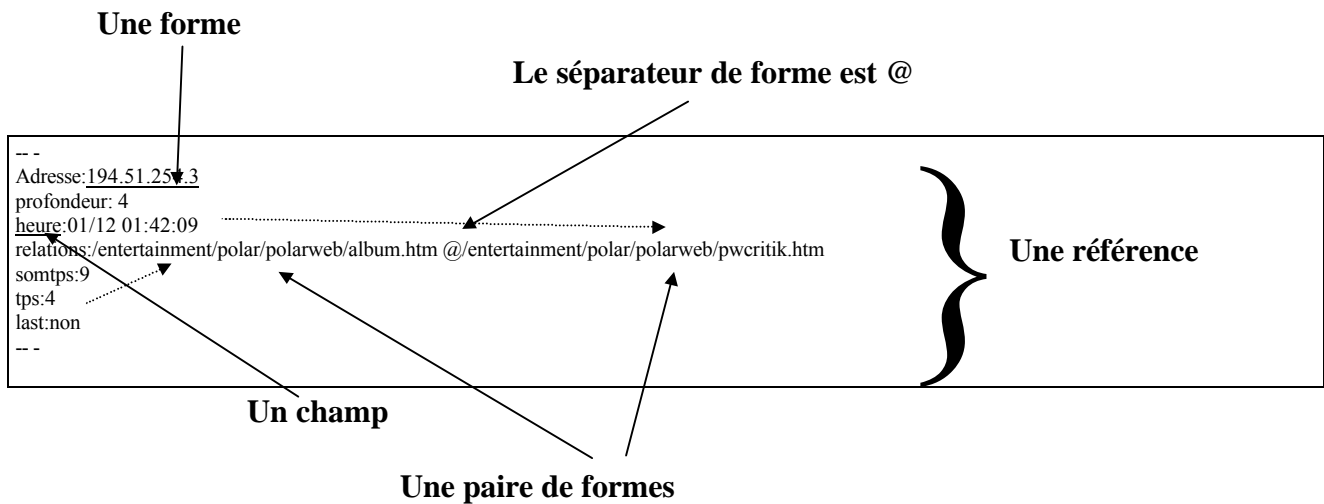 Une forme
Le séparateur de forme est @
-- -
Adresse:194.51.254.3
profondeur: 4
heure:01/12 01:42:09
relations:/entertainment/polar/polarweb/album.htm @/entertainment/polar/polarweb/pwcritik.htm
somtps:9
tps:4
last:non
-- -
Une référence
Un champ
Une paire de formes